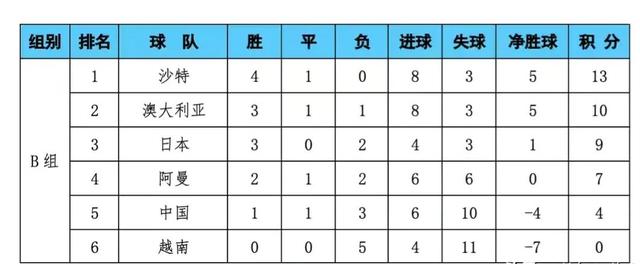 组别 排名 球 队 胜 平 负 进球 失球 净胜球 积 分
1 沙特 4 1 0 8 3 5 13
2 澳大利亚 3 1 1 8 3 5 10
B 组 3 日本 3 0 2 4 3 1 9
4 阿曼 2 1 2 6 6 0 7
5 中国 1 1 3 6 10 -4 4
6 越南 0 0 5 4 11 -7 0